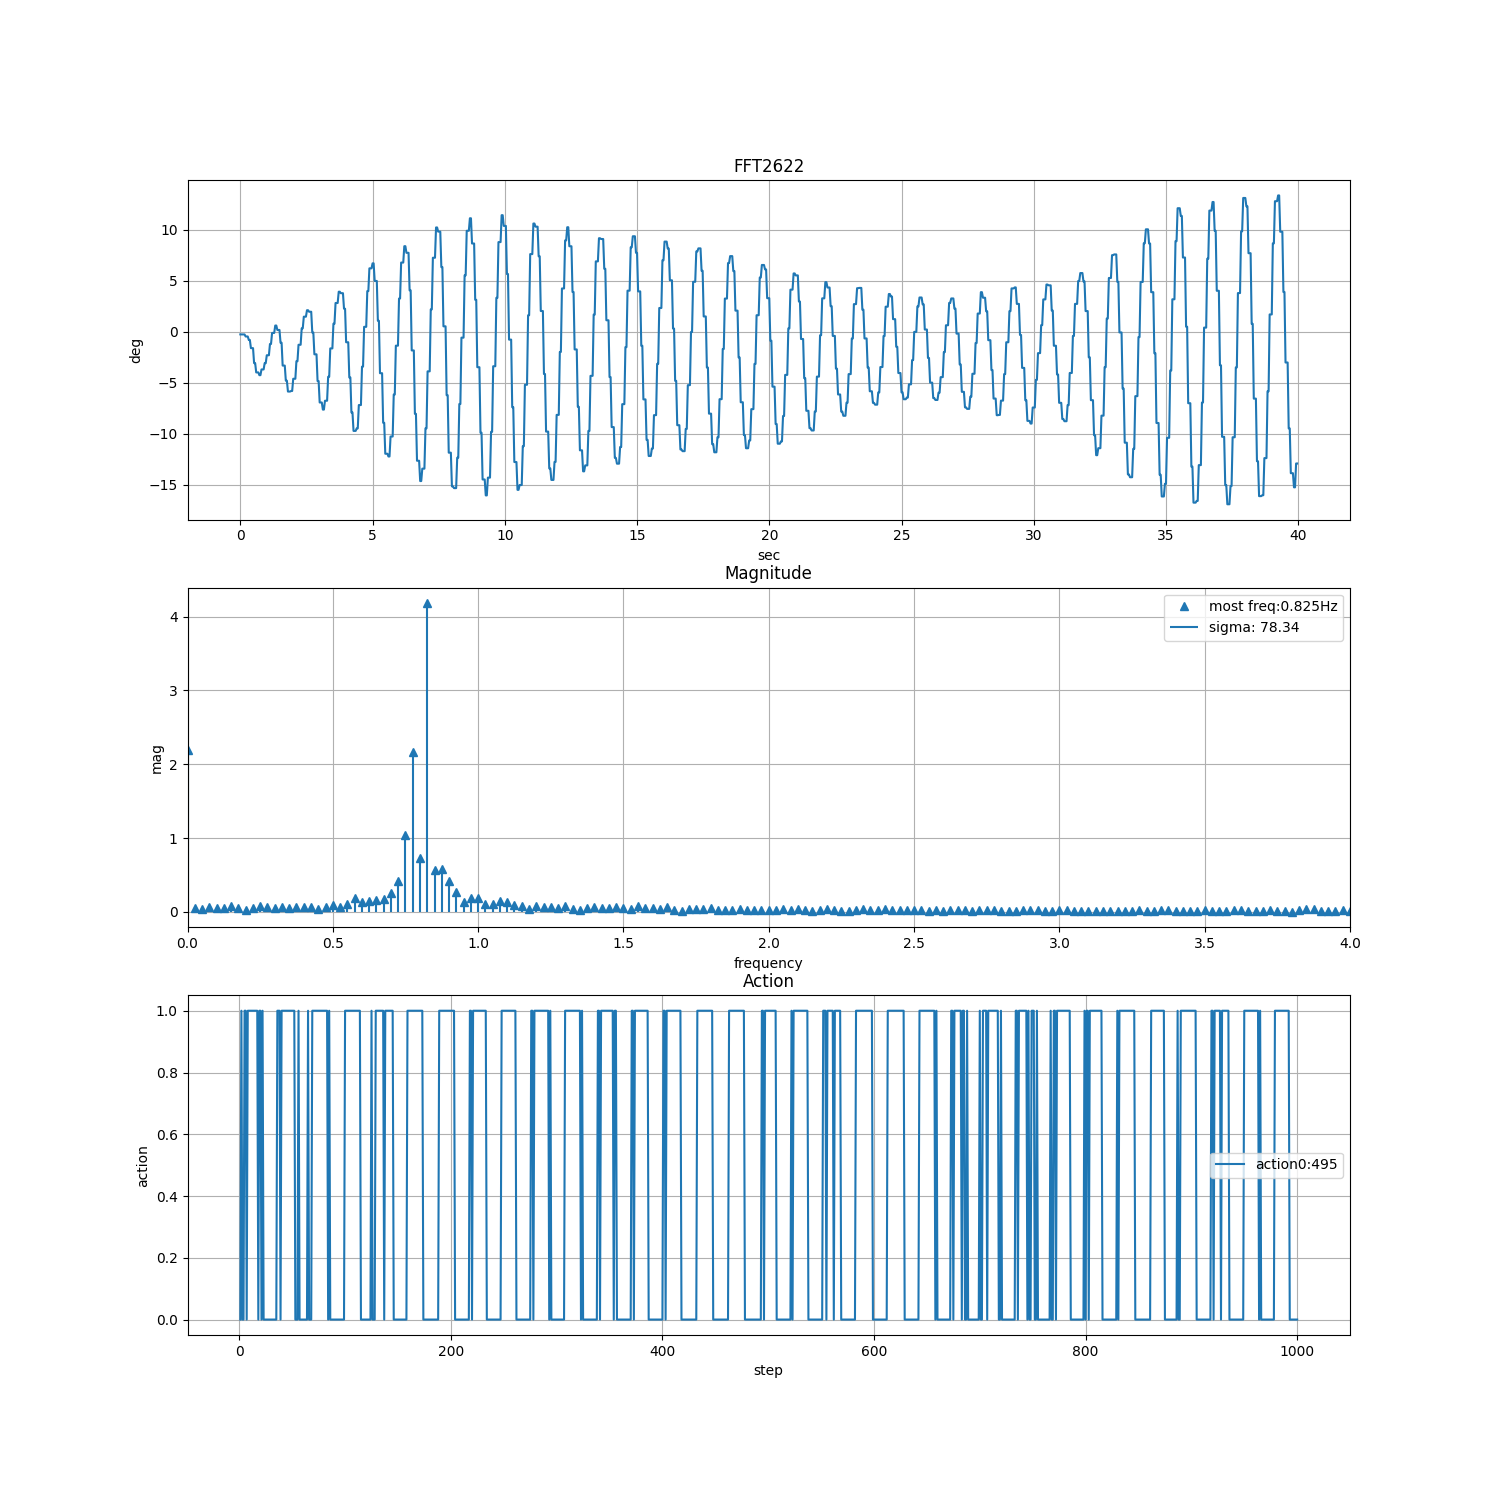 FFT2622
10
5
0
−5
−10
−15
deg
0 5 10 15 20 25 30 35 40
sec
Magnitude
most freq:0.825Hz
sigma: 78.34
4
3
2
1
0
mag
0.0 0.5 1.0 1.5 2.0 2.5 3.0 3.5 4.0
frequency
Action
1.0
0.8
0.6
0.4
0.2
0.0
action
action0:495
0 200 400 600 800 1000
step